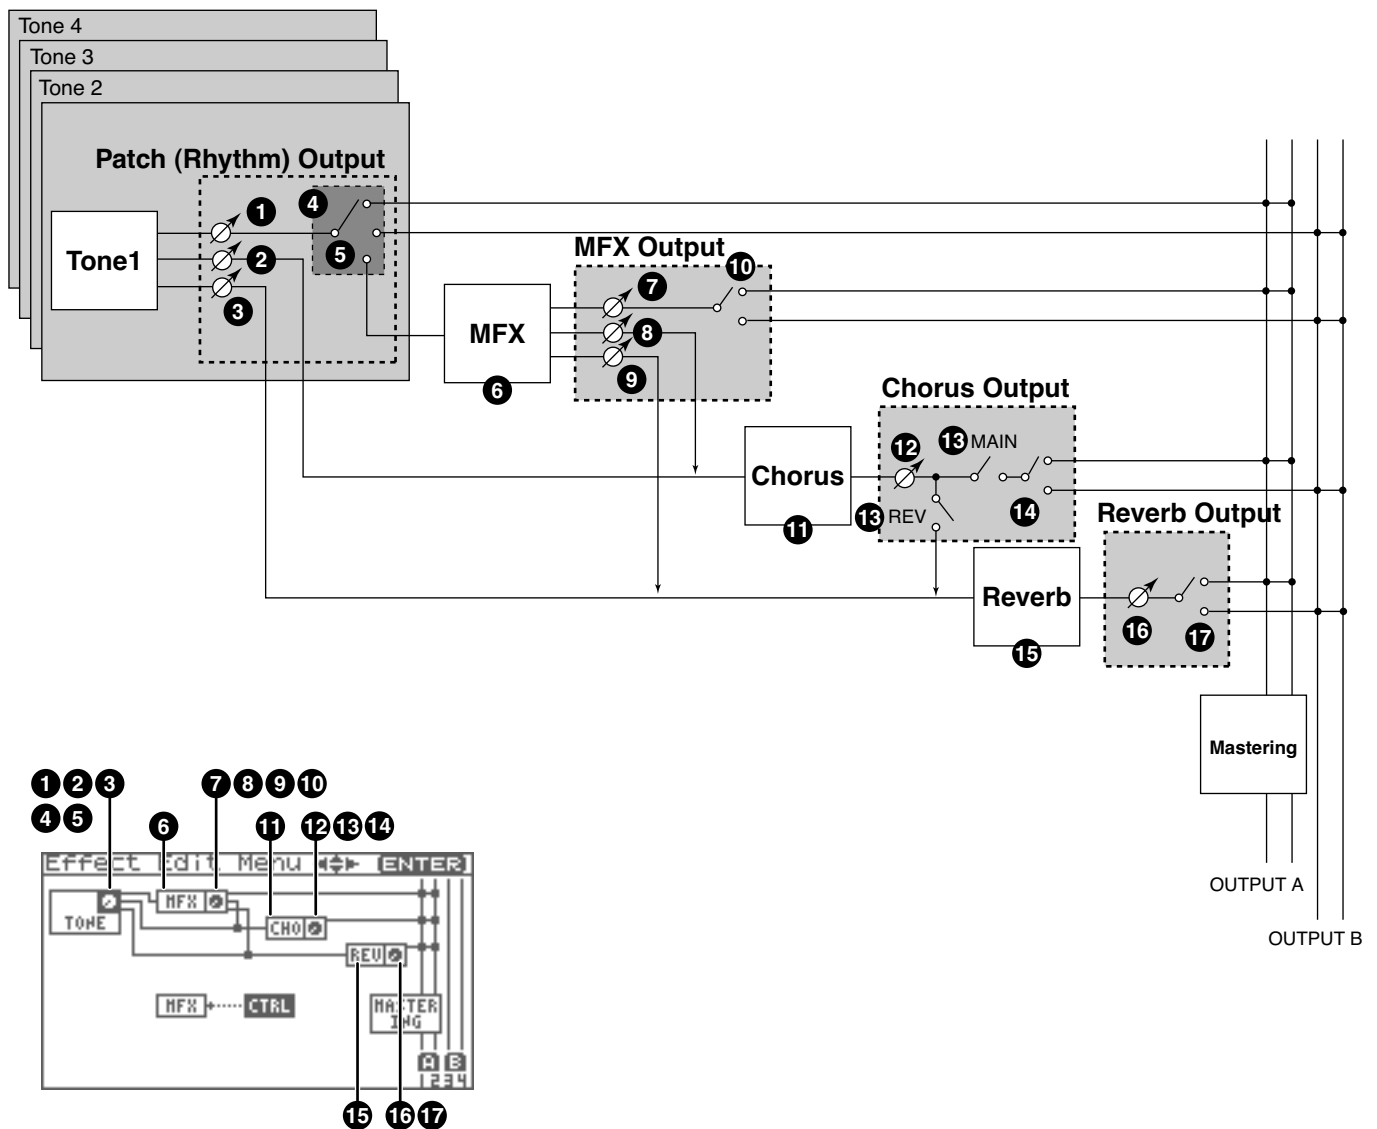 Tone 4
Tone 3
Tone 2
Patch (Rhythm) Output
Tone1
1
2
3
4
5
MFX Output
MFX
6
7
8
9
10
Chorus Output
Chorus
11
12
13 MAIN
13 REV
14
Reverb Output
Reverb
15
16
17
Mastering
OUTPUT A
OUTPUT B
1 2 3
7 8 9 10
4 5
6
11
12 13 14
Effect Edit Menu ENTER
TONE
MFX
CHO
REV
MFX CTRL
MASTER
ING
A B
1 2 3 4
15
16 17